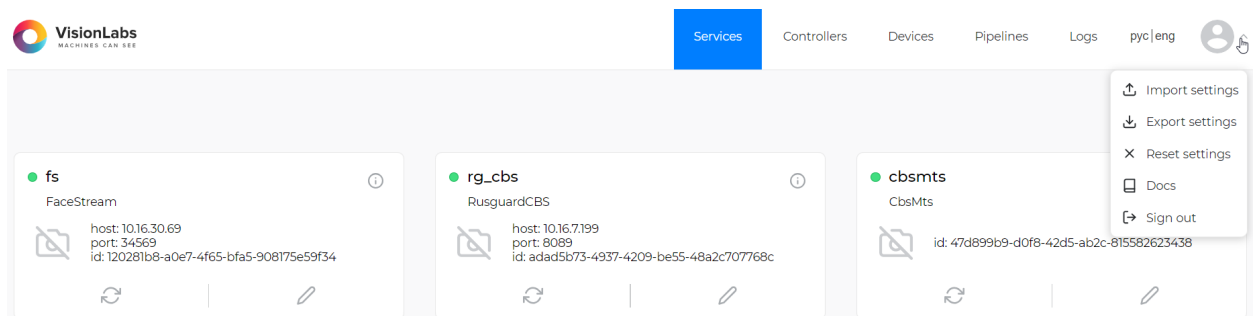 VisionLabs
MACHINES CAN SEE
Services
Controllers
Devices
Pipelines
Logs
рус|eng
Import settings
Export settings
Reset settings
Docs
Sign out
fs
FaceStream
host: 10.16.30.69
port: 34569
id: 120281b8-a0e7-4f65-bfa5-908175e59f34
rg_cbs
RusguardCBS
host: 10.16.7.199
port: 8089
id: adad5b73-4937-4209-be55-48a2c707768c
cbsmts
CbsMts
id: 47d899b9-d0f8-42d5-ab2c-815582623438